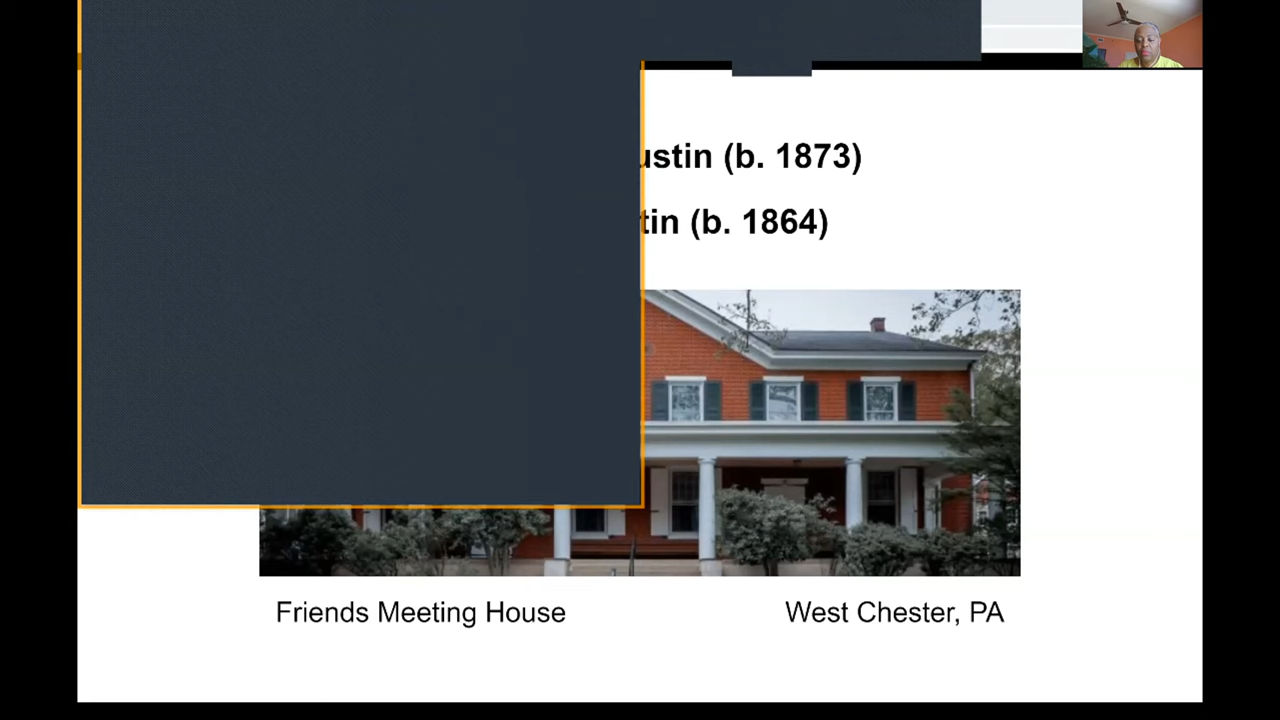 ustin (b. 1873)
tin (b. 1864)
Friends Meeting House
West Chester, PA